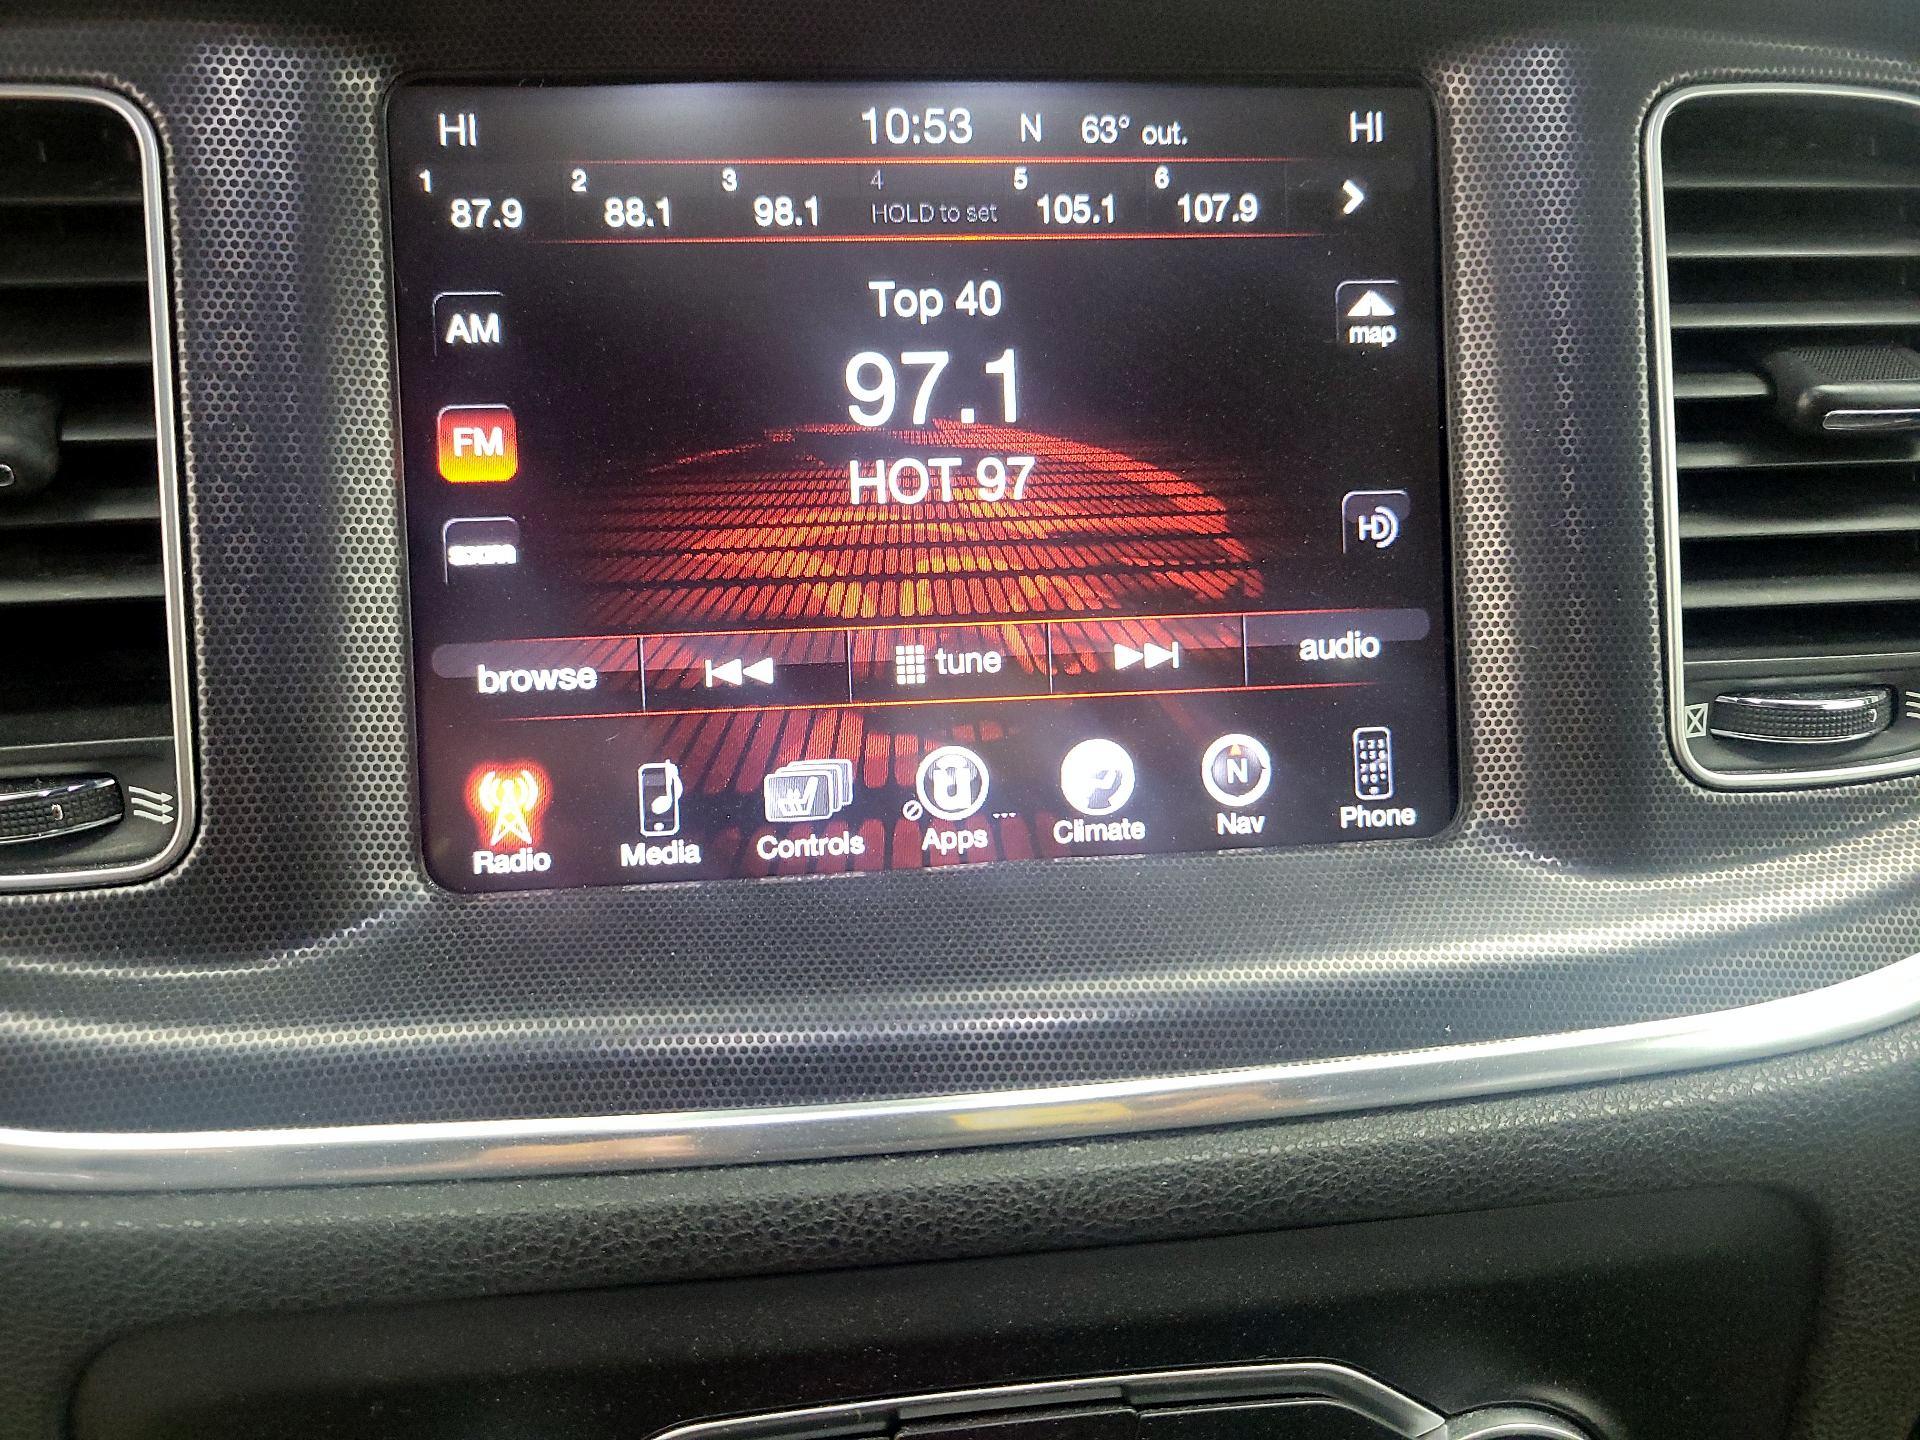 HI 10:53 N 63° out. HI
1 87.9 2 88.1 3 98.1 4 HOLD to set 5 105.1 6 107.9
Top 40
AM
map
97.1
FM
HOT 97
HD
browse tune audio
Radio Media Controls Apps ... Climate Nav Phone
N